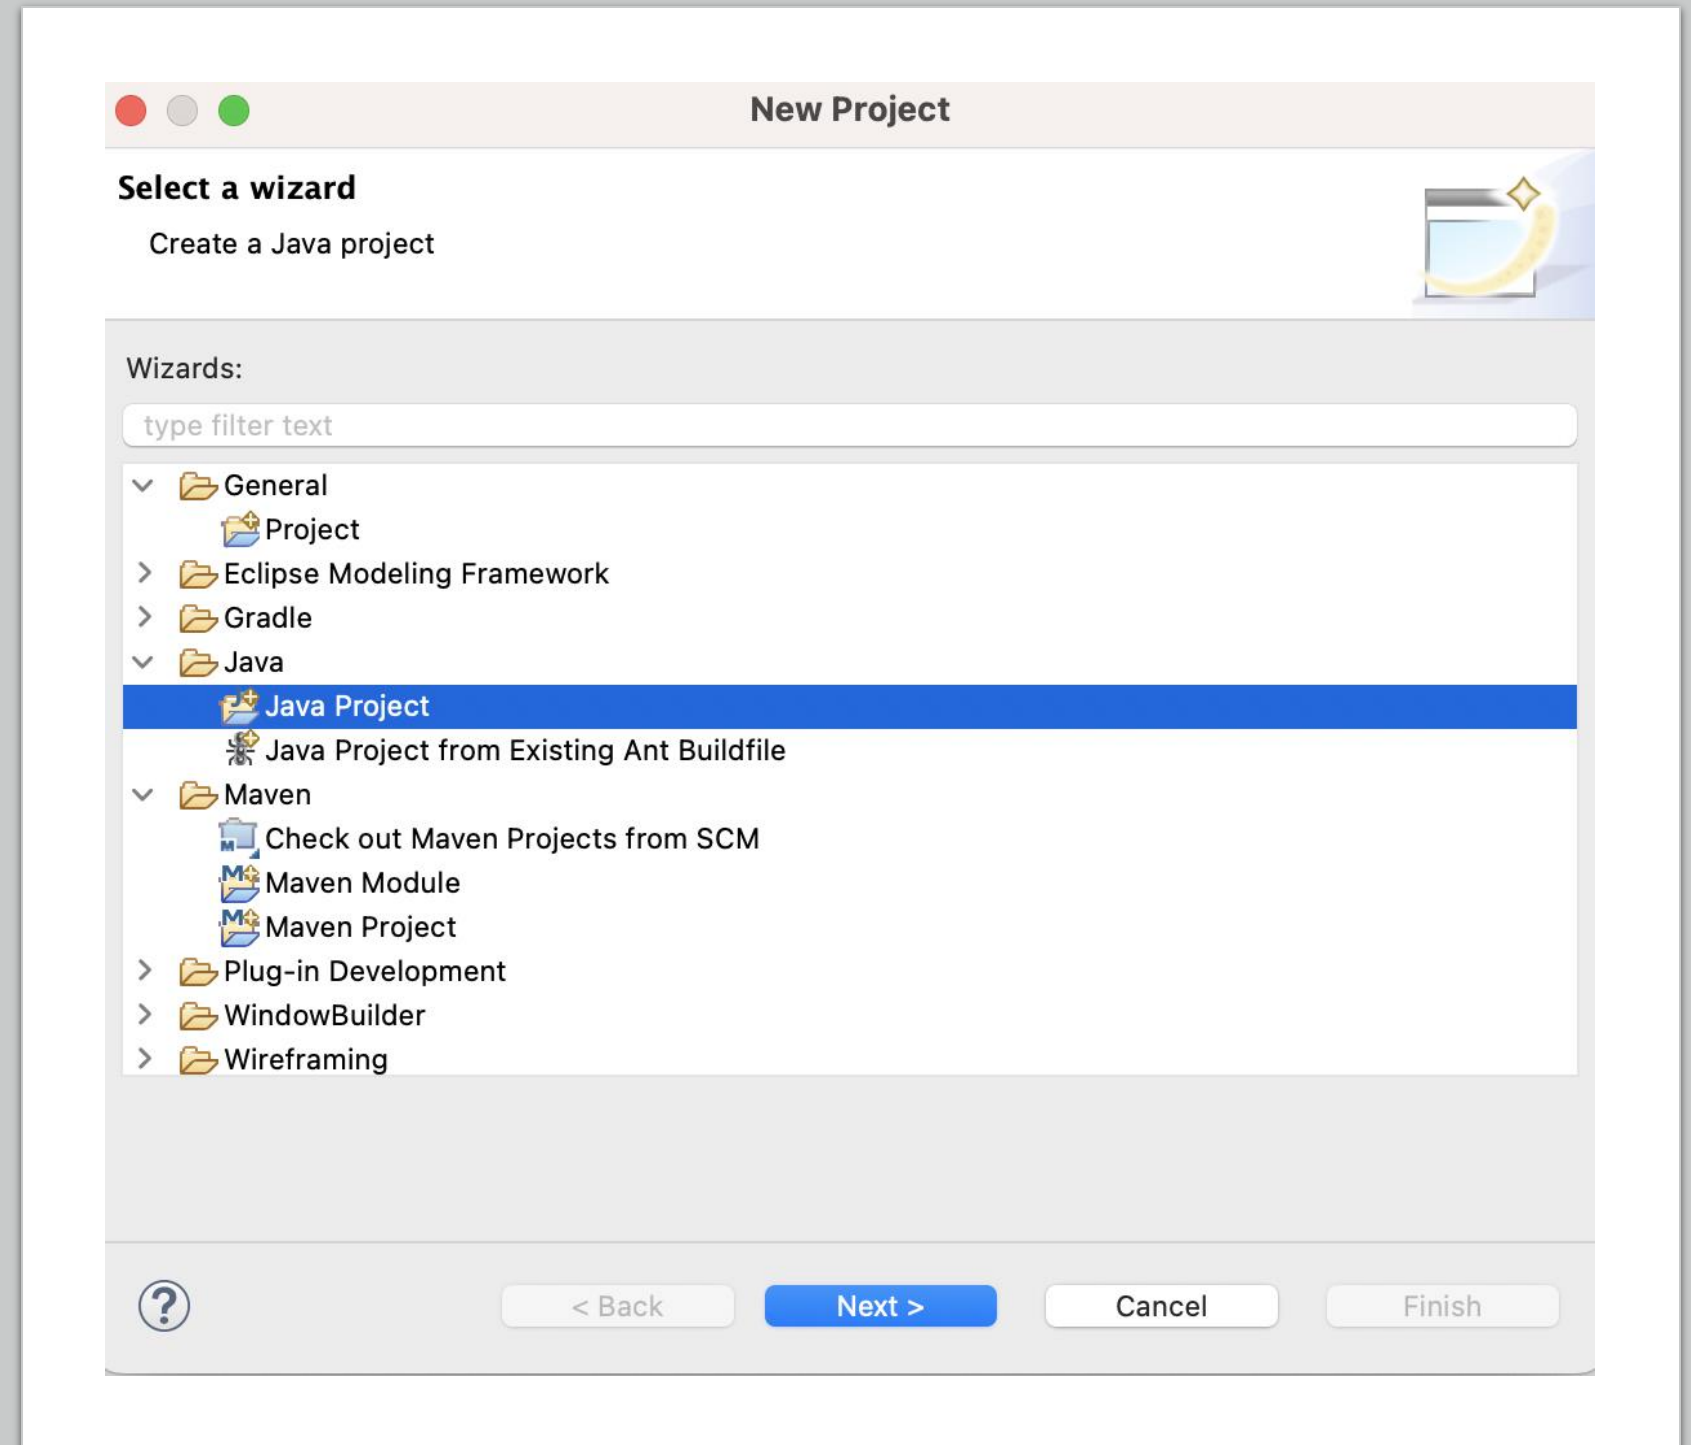 New Project
Select a wizard
Create a Java project
Wizards:
type filter text
General
Project
Eclipse Modeling Framework
Gradle
Java
Java Project
Java Project from Existing Ant Buildfile
Maven
Check out Maven Projects from SCM
Maven Module
Maven Project
Plug-in Development
WindowBuilder
Wireframing
? < Back Next > Cancel Finish